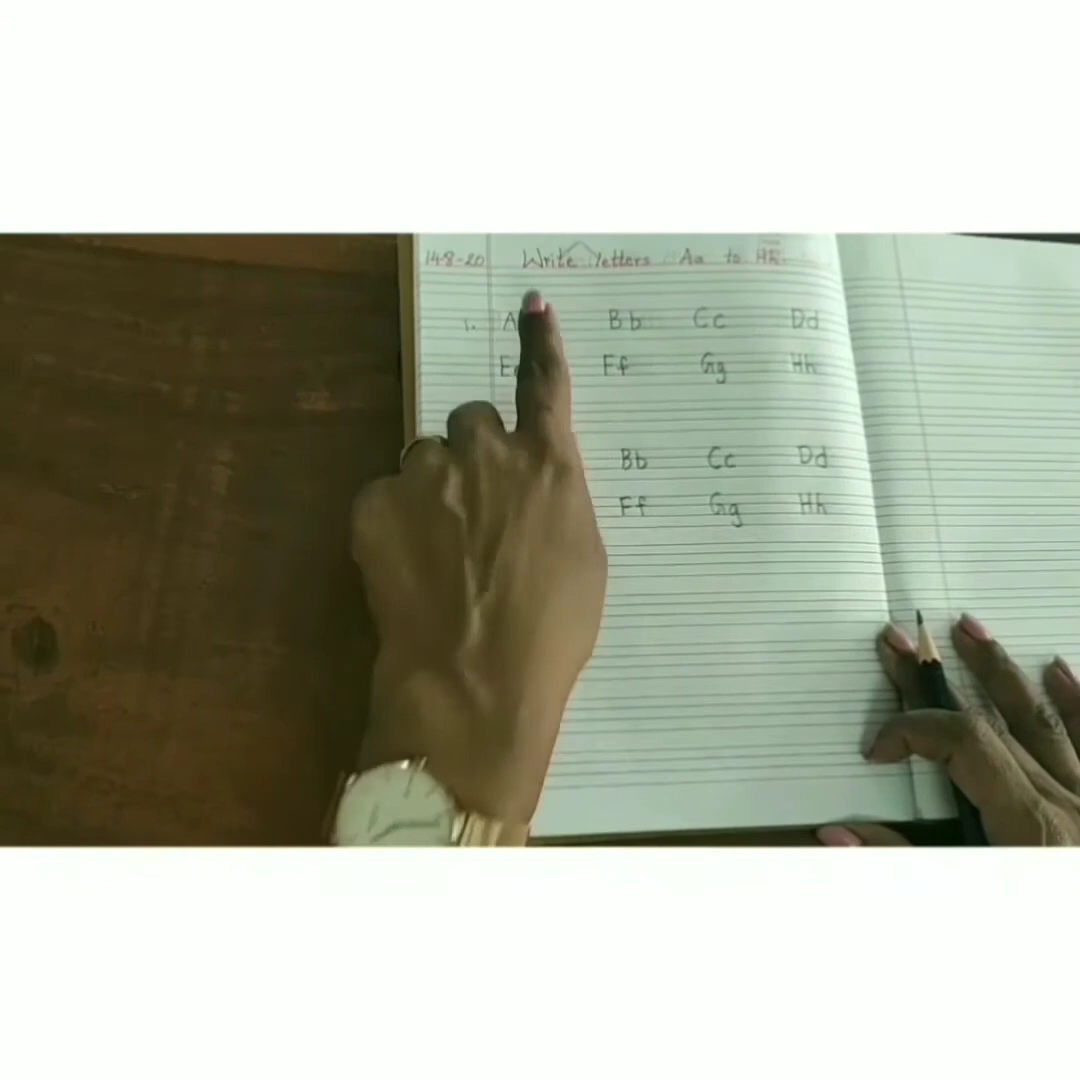 14-8-20 Write letters Aa to Hh.
1. A Bb Cc Dd
Ee Ff Gg Hh
Bb Cc Dd
Ff Gg Hh